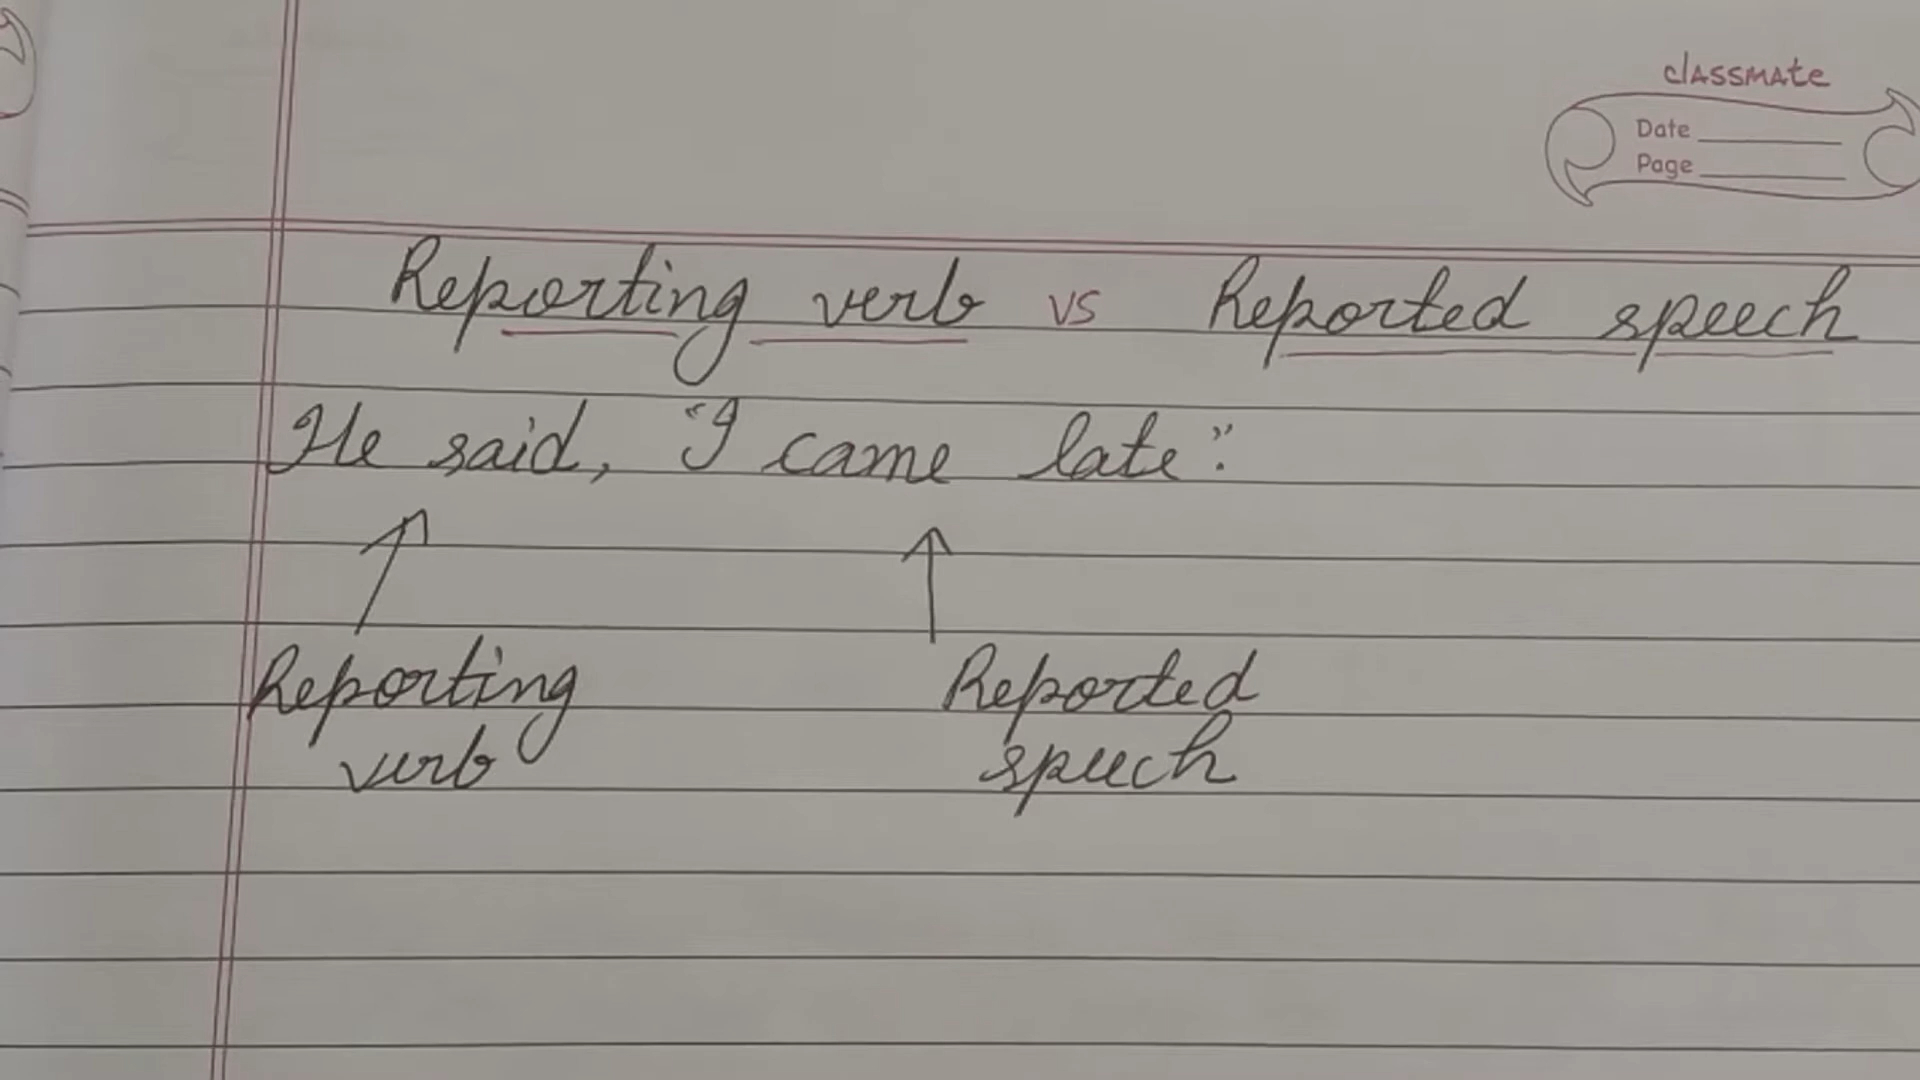 classmate
Date
Page
Reporting verb vs Reported speech
He said, "I came late".
Reporting
verb
Reported
speech